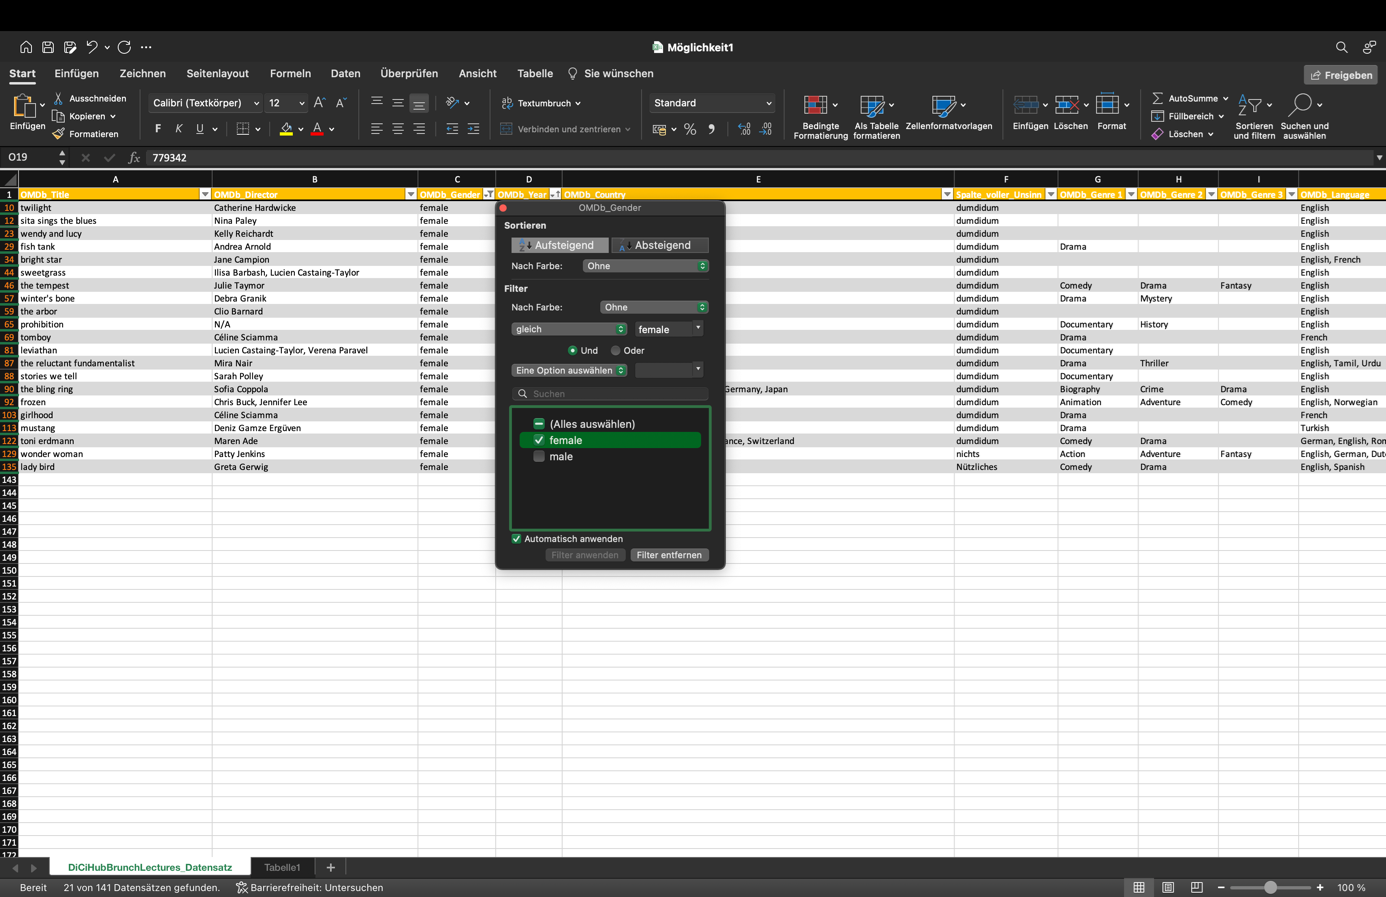 Möglichkeit1
Start Einfügen Zeichnen Seitenlayout Formeln Daten Überprüfen Ansicht Tabelle Sie wünschen Freigeben
Einfügen Ausschneiden Kopieren Formatieren
Calibri (Textkörper) 12 F K U
Textumbruch Verbinden und zentrieren
Standard
Bedingte Formatierung Als Tabelle formatieren Zellenformatvorlagen
Einfügen Löschen Format
AutoSumme Füllbereich Löschen
Sortieren und filtern Suchen und auswählen
O19 fx 779342
A B C D E F G H I
1 OMDb_Title OMDb_Director OMDb_Gender OMDb_Year OMDb_Country Spalte_voller_Unsinn OMDb_Genre 1 OMDb_Genre 2 OMDb_Genre 3 OMDb_Language
10 twilight Catherine Hardwicke female dumdidum English
12 sita sings the blues Nina Paley female dumdidum English
23 wendy and lucy Kelly Reichardt female dumdidum English
29 fish tank Andrea Arnold female dumdidum Drama English
34 bright star Jane Campion female dumdidum English, French
44 sweetgrass Ilisa Barbash, Lucien Castaing-Taylor female dumdidum English
46 the tempest Julie Taymor female dumdidum Comedy Drama Fantasy English
57 winter's bone Debra Granik female dumdidum Drama Mystery English
59 the arbor Clio Barnard female dumdidum English
65 prohibition N/A female dumdidum Documentary History English
69 tomboy Céline Sciamma female dumdidum Drama French
81 leviathan Lucien Castaing-Taylor, Verena Paravel female dumdidum Documentary English
87 the reluctant fundamentalist Mira Nair female dumdidum Drama Thriller English, Tamil, Urdu
88 stories we tell Sarah Polley female dumdidum Documentary English
90 the bling ring Sofia Coppola female Germany, Japan dumdidum Biography Crime Drama English
92 frozen Chris Buck, Jennifer Lee female dumdidum Animation Adventure Comedy English, Norwegian
103 girlhood Céline Sciamma female dumdidum Drama French
113 mustang Deniz Gamze Ergüven female dumdidum Drama Turkish
122 toni erdmann Maren Ade female ance, Switzerland dumdidum Comedy Drama German, English, Ron
129 wonder woman Patty Jenkins female nichts Action Adventure Fantasy English, German, Dut
135 lady bird Greta Gerwig female Nützliches Comedy Drama English, Spanish
143
144
145
146
147
148
149
150
151
152
153
154
155
156
157
158
159
160
161
162
163
164
165
166
167
168
169
170
171
172
OMDb_Gender
Sortieren
Aufsteigend Absteigend
Nach Farbe: Ohne
Filter
Nach Farbe: Ohne
gleich female
Und Oder
Eine Option auswählen
Suchen
(Alles auswählen)
female
male
Automatisch anwenden
Filter anwenden Filter entfernen
DiCiHubBrunchLectures_Datensatz Tabelle1 +
Bereit 21 von 141 Datensätzen gefunden. Barrierefreiheit: Untersuchen 100 %